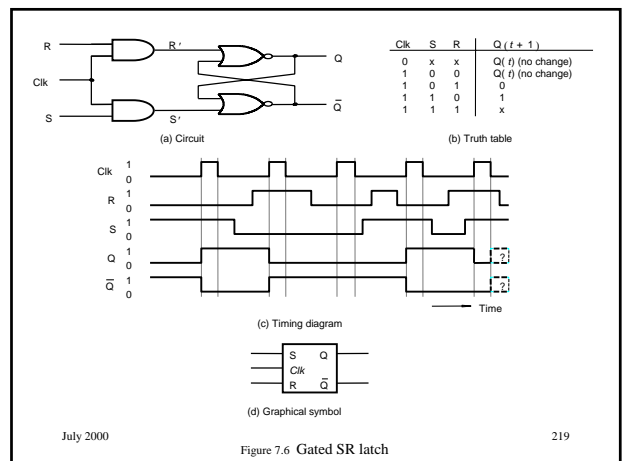 R
R′
Clk
S
S′
Q
Q̅
(a) Circuit
Clk S R Q ( t + 1 )
0 x x Q( t ) (no change)
1 0 0 Q( t ) (no change)
1 0 1 0
1 1 0 1
1 1 1 x
(b) Truth table
Clk 1
0
R 1
0
S 1
0
Q 1
0
?
Q̅ 1
0
?
Time
(c) Timing diagram
S Q
Clk
R Q̅
(d) Graphical symbol
July 2000
Figure 7.6 Gated SR latch
219